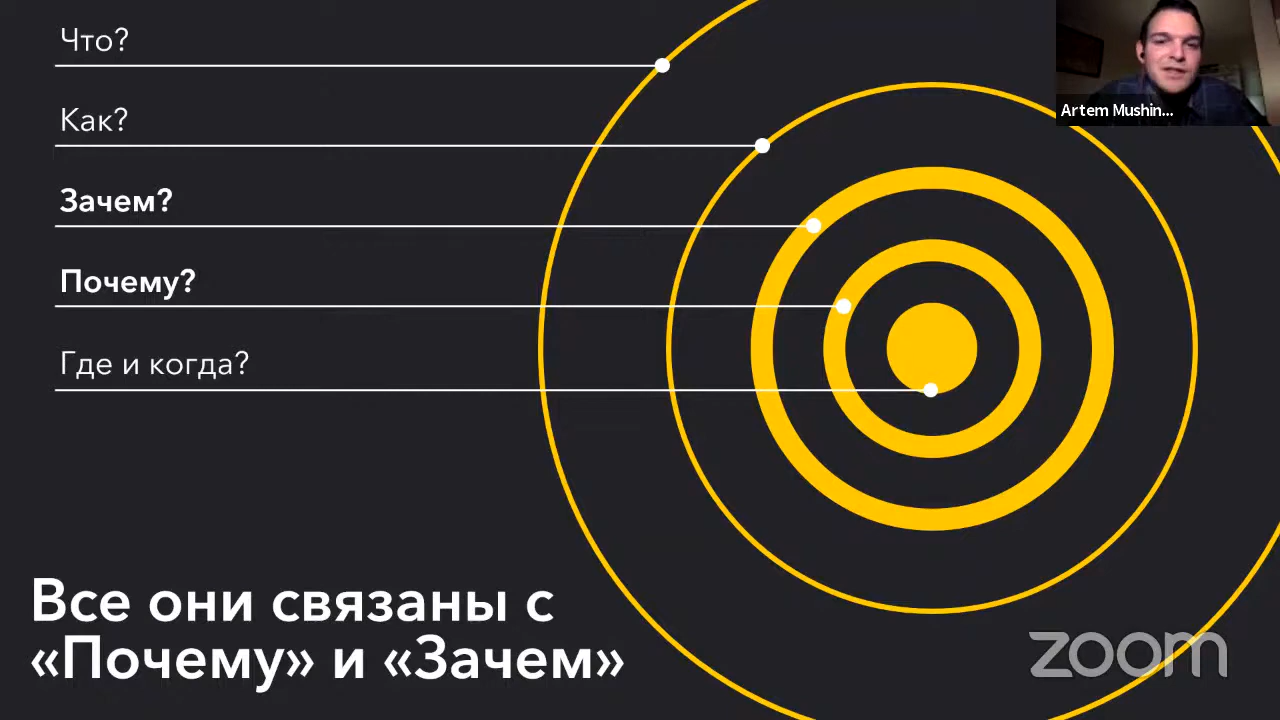 Что?
Как?
Зачем?
Почему?
Где и когда?
Все они связаны с
«Почему» и «Зачем»
Artem Mushin...
zoom